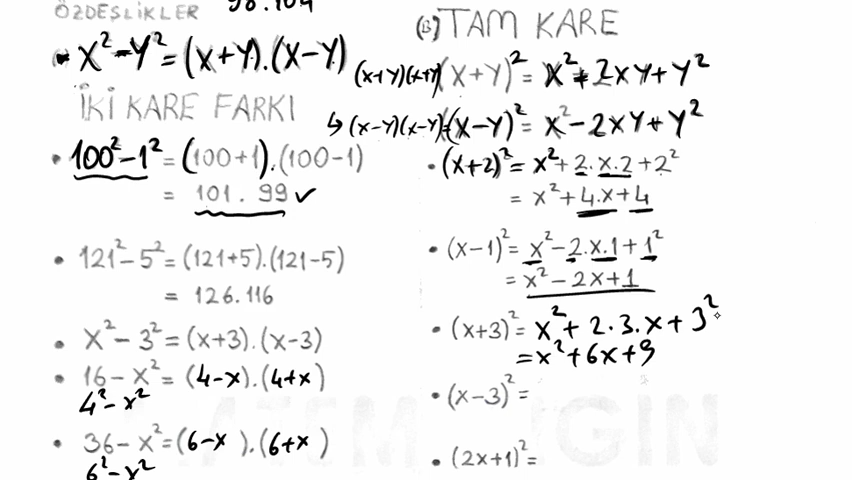 ÖZDEŞLİKLER 98.104
• x² - y² = (x+y).(x-y)
İKİ KARE FARKI
• 100² - 1² = (100+1).(100-1)
= 101.99 ✓
• 121² - 5² = (121+5).(121-5)
= 126.116
• x² - 3² = (x+3).(x-3)
• 16 - x² = (4-x).(4+x)
4² - x²
• 36 - x² = (6-x).(6+x)
6² - x²
(B) TAM KARE
(x+y)(x+y) (x+y)² = x² + 2xy + y²
↳ (x-y)(x-y) = (x-y)² = x² - 2xy + y²
• (x+2)² = x² + 2.x.2 + 2²
= x² + 4.x + 4
• (x-1)² = x² - 2.x.1 + 1²
= x² - 2x + 1
• (x+3)² = x² + 2.3.x + 3²
= x² + 6x + 9
• (x-3)² =
• (2x+1)² =